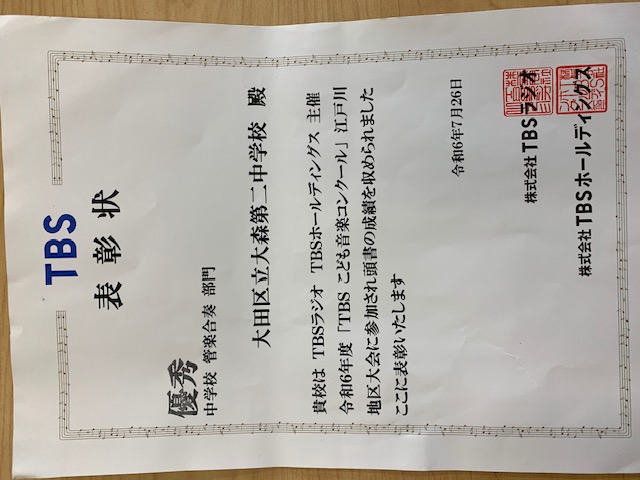 TBS
表彰状
優秀
中学校 管楽合奏 部門
大田区立大森第二中学校 殿
貴校は TBSラジオ TBSホールディングス 主催
令和6年度「TBS こども音楽コンクール」江戸川
地区大会に参加され頭書の成績を収められました
ここに表彰いたします
令和6年7月26日
株式会社 TBSラジオ
株式会社 TBSホールディングス